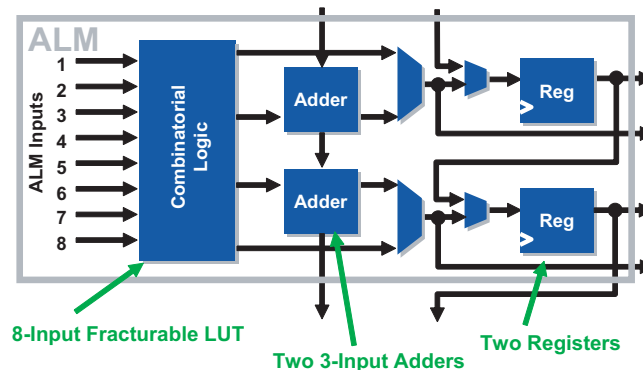 ALM
ALM Inputs
1
2
3
4
5
6
7
8
Combinatorial
Logic
Adder
Adder
Reg
Reg
8-Input Fracturable LUT
Two 3-Input Adders
Two Registers